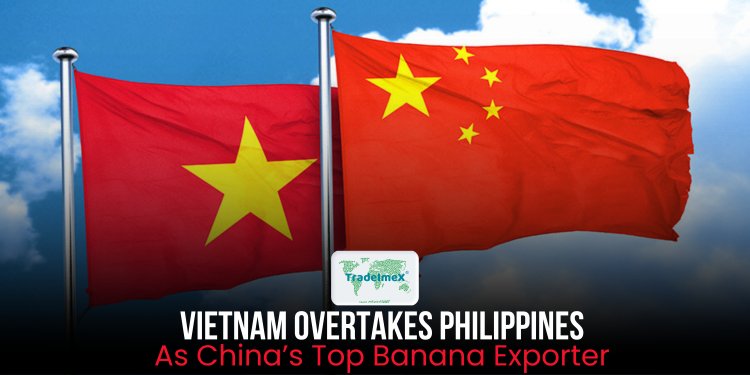 TradeImeX®
VIETNAM OVERTAKES PHILIPPINES
As China's Top Banana Exporter